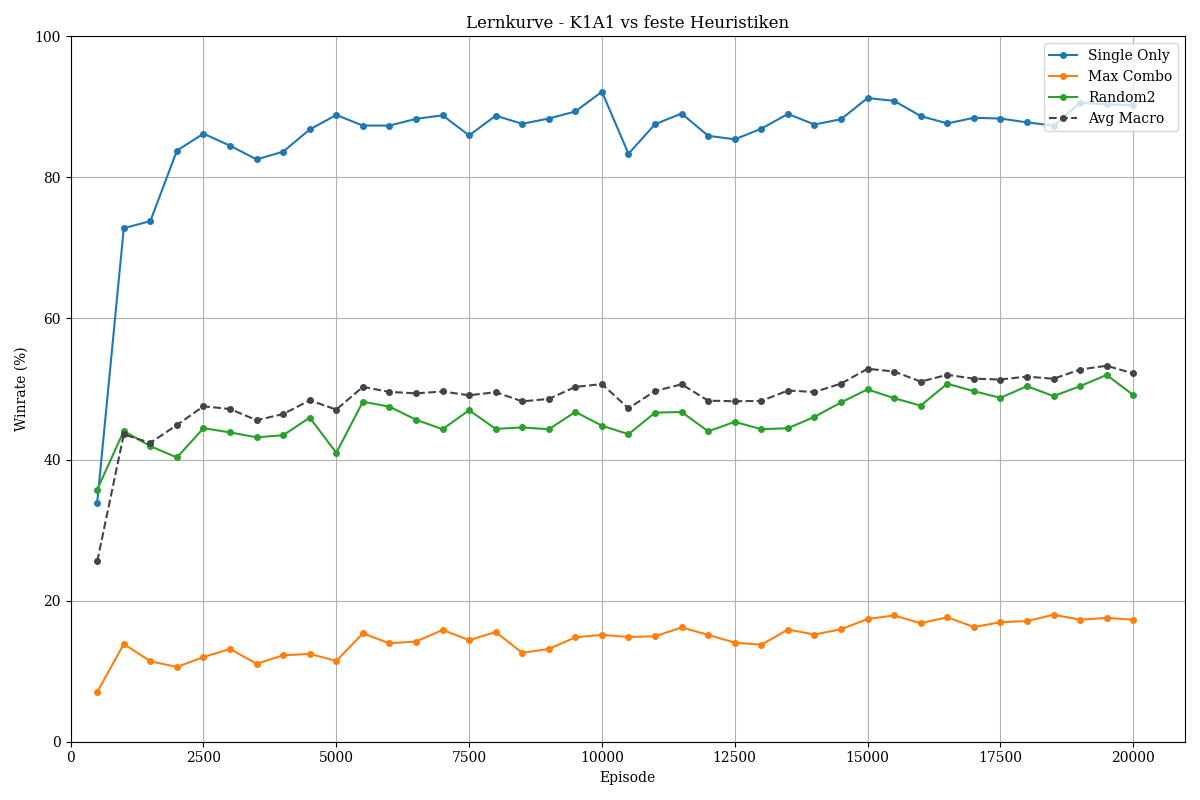 Lernkurve - K1A1 vs feste Heuristiken
Single Only
Max Combo
Random2
Avg Macro
Winrate (%)
100
80
60
40
20
0
0 2500 5000 7500 10000 12500 15000 17500 20000
Episode